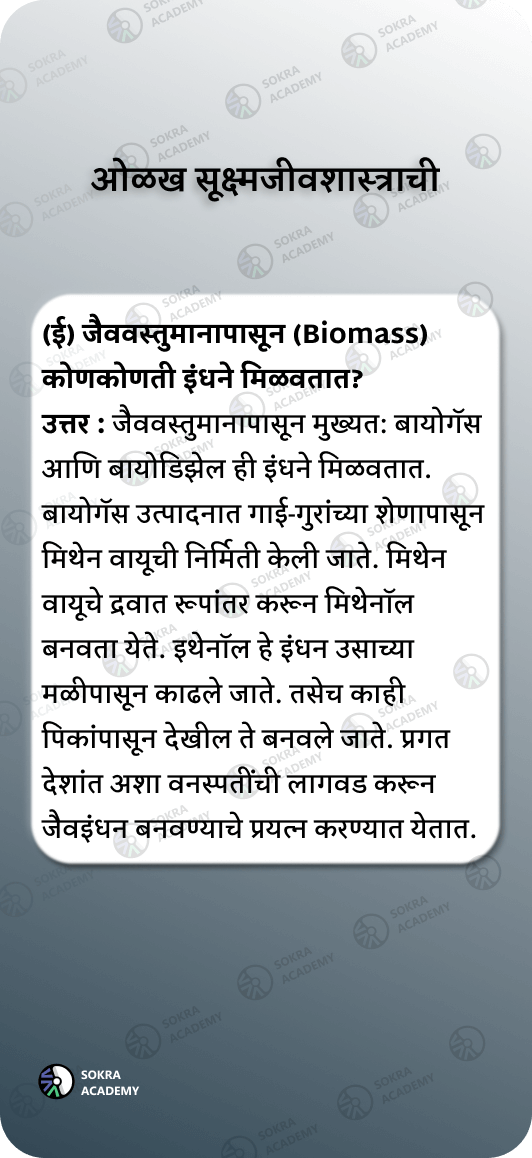 ओळख सूक्ष्मजीवशास्त्राची
(ई) जैववस्तुमानापासून (Biomass)
कोणकोणती इंधने मिळवतात?
उत्तर : जैववस्तुमानापासून मुख्यत: बायोगॅस
आणि बायोडिझेल ही इंधने मिळवतात.
बायोगॅस उत्पादनात गाई-गुरांच्या शेणापासून
मिथेन वायूची निर्मिती केली जाते. मिथेन
वायूचे द्रवात रूपांतर करून मिथेनॉल
बनवता येते. इथेनॉल हे इंधन उसाच्या
मळीपासून काढले जाते. तसेच काही
पिकांपासून देखील ते बनवले जाते. प्रगत
देशांत अशा वनस्पतींची लागवड करून
जैवइंधन बनवण्याचे प्रयत्न करण्यात येतात.
SOKRA
ACADEMY